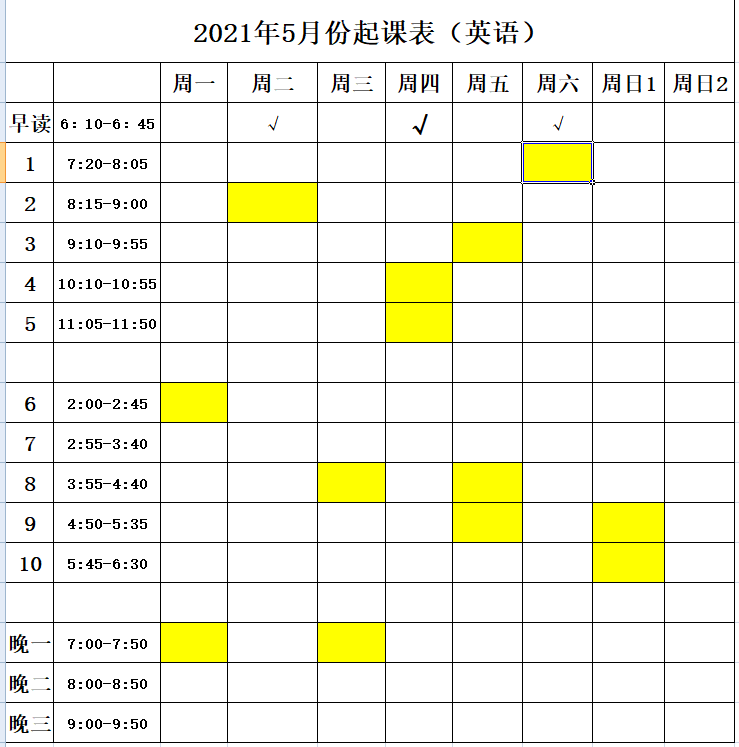 2021年5月份起课表（英语）
周一 周二 周三 周四 周五 周六 周日1 周日2
早读 6：10-6：45 √ √ √
1 7:20-8:05
2 8:15-9:00
3 9:10-9:55
4 10:10-10:55
5 11:05-11:50
6 2:00-2:45
7 2:55-3:40
8 3:55-4:40
9 4:50-5:35
10 5:45-6:30
晚一 7:00-7:50
晚二 8:00-8:50
晚三 9:00-9:50